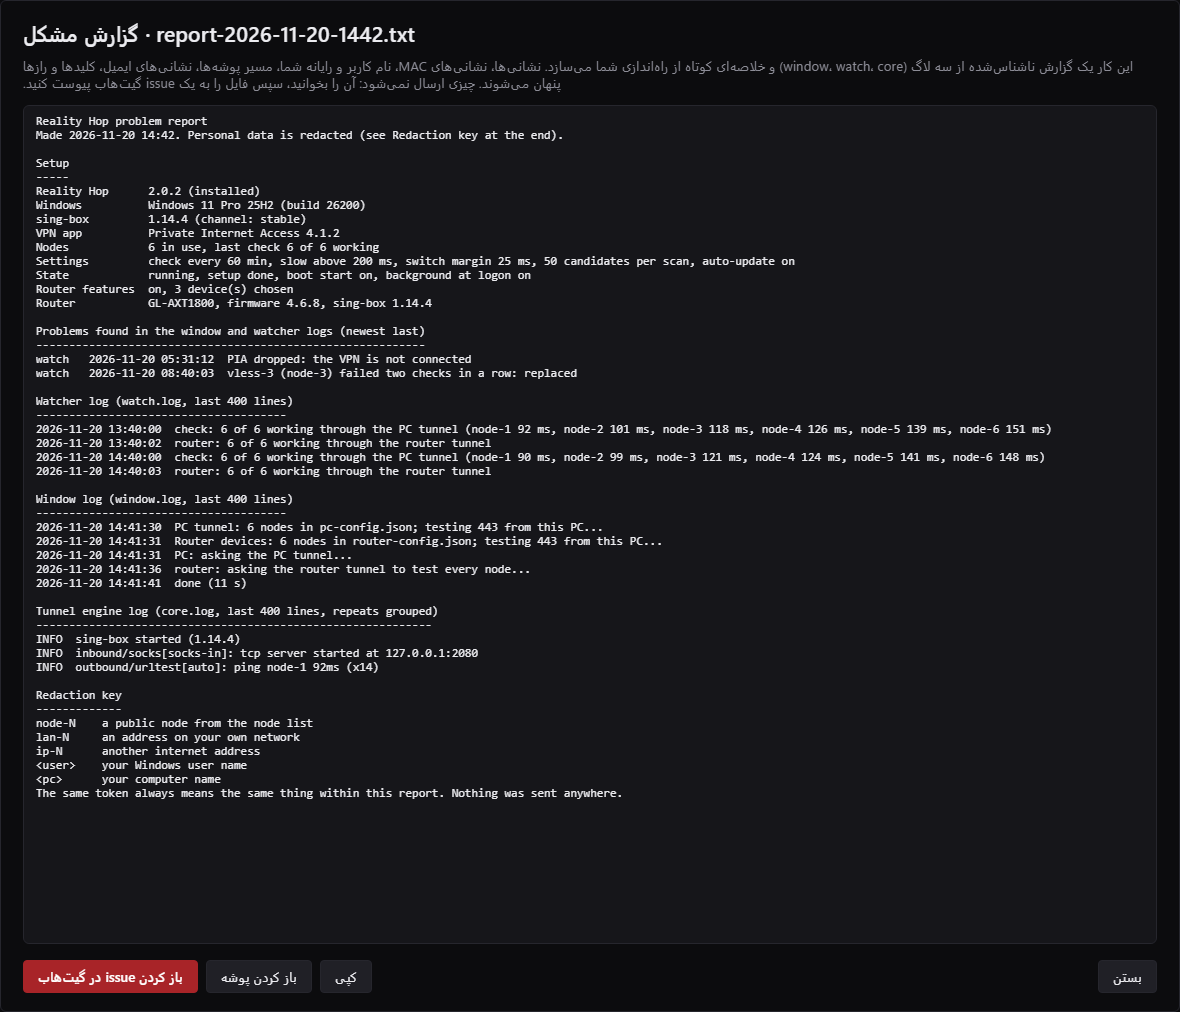 گزارش مشکل · report-2026-11-20-1442.txt
این کار یک گزارش ناشناس‌شده از سه لاگ (window، watch، core) و خلاصه‌ای کوتاه از راه‌اندازی شما می‌سازد. نشانی‌ها، نشانی‌های MAC، نام کاربر و رایانه شما، مسیر پوشه‌ها، نشانی‌های ایمیل، کلیدها و رازها
پنهان می‌شوند. چیزی ارسال نمی‌شود: آن را بخوانید، سپس فایل را به یک issue گیت‌هاب پیوست کنید.
Reality Hop problem report
Made 2026-11-20 14:42. Personal data is redacted (see Redaction key at the end).
Setup
-----
Reality Hop      2.0.2 (installed)
Windows          Windows 11 Pro 25H2 (build 26200)
sing-box         1.14.4 (channel: stable)
VPN app          Private Internet Access 4.1.2
Nodes            6 in use, last check 6 of 6 working
Settings         check every 60 min, slow above 200 ms, switch margin 25 ms, 50 candidates per scan, auto-update on
State            running, setup done, boot start on, background at logon on
Router features  on, 3 device(s) chosen
Router           GL-AXT1800, firmware 4.6.8, sing-box 1.14.4
Problems found in the window and watcher logs (newest last)
-----------------------------------------------------------
watch   2026-11-20 05:31:12  PIA dropped: the VPN is not connected
watch   2026-11-20 08:40:03  vless-3 (node-3) failed two checks in a row: replaced
Watcher log (watch.log, last 400 lines)
--------------------------------------
2026-11-20 13:40:00  check: 6 of 6 working through the PC tunnel (node-1 92 ms, node-2 101 ms, node-3 118 ms, node-4 126 ms, node-5 139 ms, node-6 151 ms)
2026-11-20 13:40:02  router: 6 of 6 working through the router tunnel
2026-11-20 14:40:00  check: 6 of 6 working through the PC tunnel (node-1 90 ms, node-2 99 ms, node-3 121 ms, node-4 124 ms, node-5 141 ms, node-6 148 ms)
2026-11-20 14:40:03  router: 6 of 6 working through the router tunnel
Window log (window.log, last 400 lines)
--------------------------------------
2026-11-20 14:41:30  PC tunnel: 6 nodes in pc-config.json; testing 443 from this PC...
2026-11-20 14:41:31  Router devices: 6 nodes in router-config.json; testing 443 from this PC...
2026-11-20 14:41:31  PC: asking the PC tunnel...
2026-11-20 14:41:36  router: asking the router tunnel to test every node...
2026-11-20 14:41:41  done (11 s)
Tunnel engine log (core.log, last 400 lines, repeats grouped)
------------------------------------------------------------
INFO  sing-box started (1.14.4)
INFO  inbound/socks[socks-in]: tcp server started at 127.0.0.1:2080
INFO  outbound/urltest[auto]: ping node-1 92ms (x14)
Redaction key
-------------
node-N    a public node from the node list
lan-N     an address on your own network
ip-N      another internet address
<user>    your Windows user name
<pc>      your computer name
The same token always means the same thing within this report. Nothing was sent anywhere.
بستن
کپی
باز کردن پوشه
باز کردن issue در گیت‌هاب